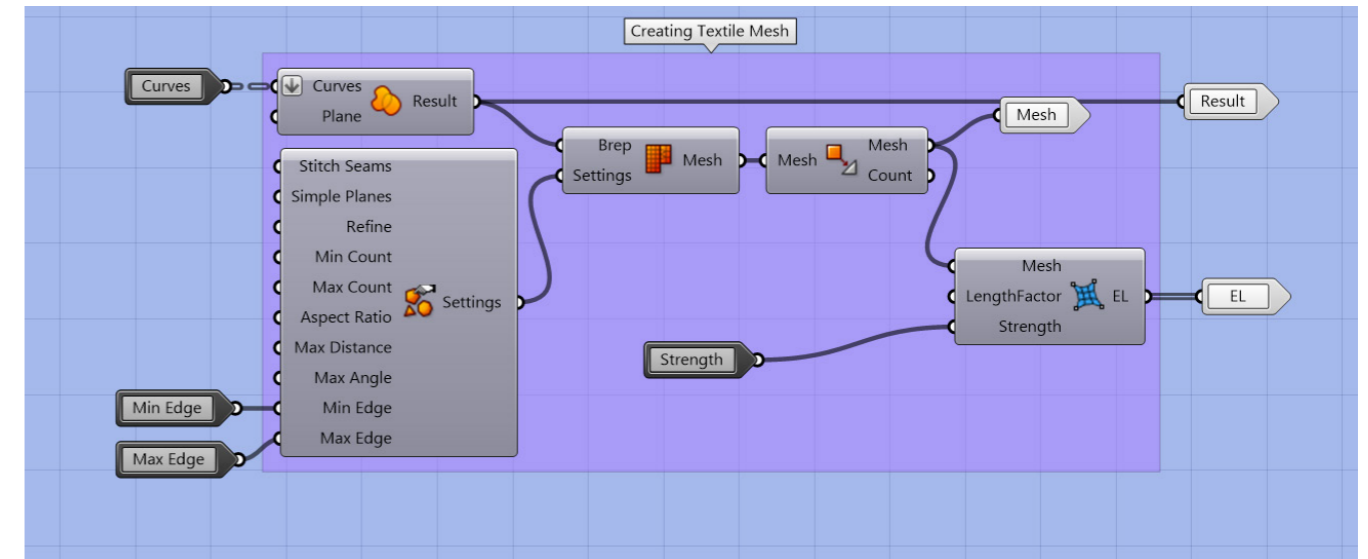 Creating Textile Mesh
Curves
Curves
Plane
Result
Result
Mesh
Brep
Settings
Mesh
Mesh
Mesh
Count
Stitch Seams
Simple Planes
Refine
Min Count
Max Count
Aspect Ratio
Max Distance
Max Angle
Min Edge
Max Edge
Settings
Mesh
LengthFactor
Strength
EL
EL
Strength
Min Edge
Max Edge